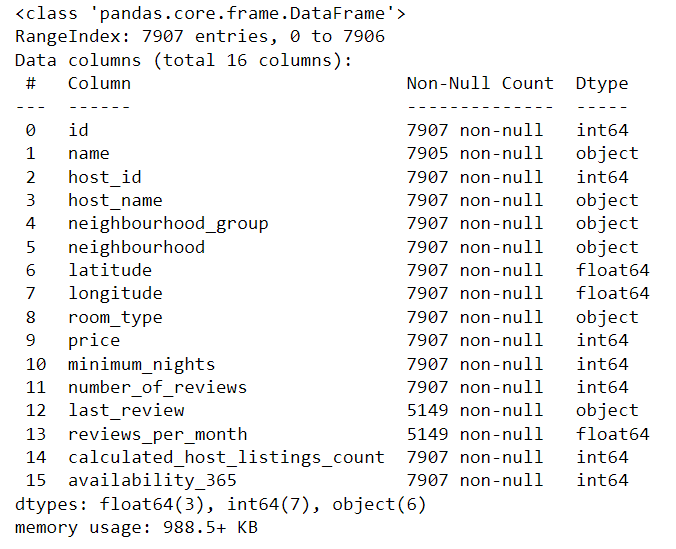 <class 'pandas.core.frame.DataFrame'>
RangeIndex: 7907 entries, 0 to 7906
Data columns (total 16 columns):
 #   Column                          Non-Null Count  Dtype
---  ------                          --------------  -----
 0   id                              7907 non-null   int64
 1   name                            7905 non-null   object
 2   host_id                         7907 non-null   int64
 3   host_name                       7907 non-null   object
 4   neighbourhood_group             7907 non-null   object
 5   neighbourhood                   7907 non-null   object
 6   latitude                        7907 non-null   float64
 7   longitude                       7907 non-null   float64
 8   room_type                       7907 non-null   object
 9   price                           7907 non-null   int64
 10  minimum_nights                  7907 non-null   int64
 11  number_of_reviews               7907 non-null   int64
 12  last_review                     5149 non-null   object
 13  reviews_per_month               5149 non-null   float64
 14  calculated_host_listings_count  7907 non-null   int64
 15  availability_365                7907 non-null   int64
dtypes: float64(3), int64(7), object(6)
memory usage: 988.5+ KB